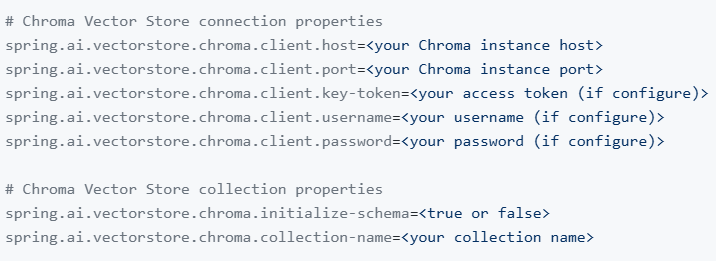 # Chroma Vector Store connection properties
spring.ai.vectorstore.chroma.client.host=<your Chroma instance host>
spring.ai.vectorstore.chroma.client.port=<your Chroma instance port>
spring.ai.vectorstore.chroma.client.key-token=<your access token (if configure)>
spring.ai.vectorstore.chroma.client.username=<your username (if configure)>
spring.ai.vectorstore.chroma.client.password=<your password (if configure)>

# Chroma Vector Store collection properties
spring.ai.vectorstore.chroma.initialize-schema=<true or false>
spring.ai.vectorstore.chroma.collection-name=<your collection name>